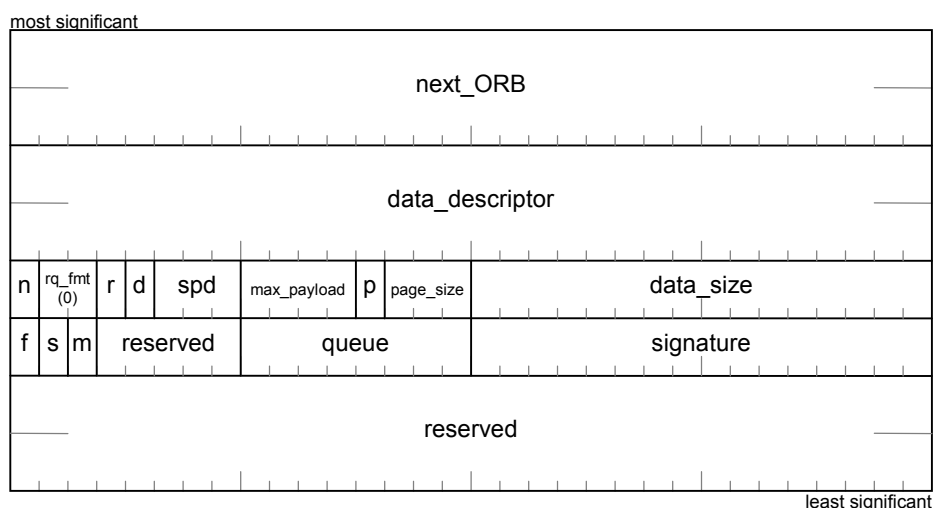 most significant
next_ORB
data_descriptor
n rq_fmt (0) r d spd max_payload p page_size data_size
f s m reserved queue signature
reserved
least significant